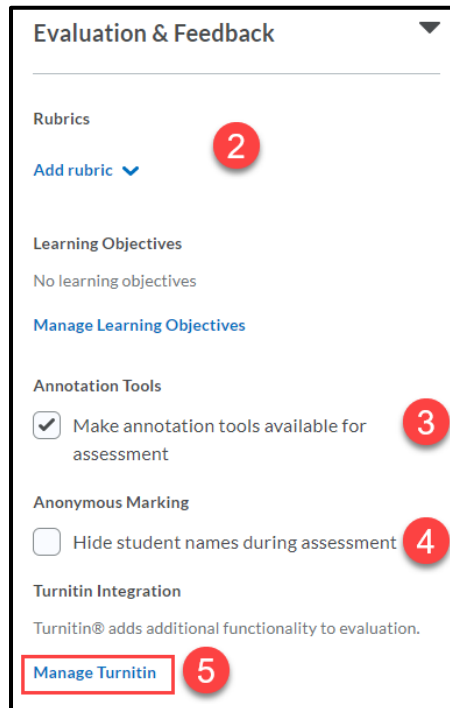 Evaluation & Feedback
Rubrics
2
Add rubric
Learning Objectives
No learning objectives
Manage Learning Objectives
Annotation Tools
Make annotation tools available for
assessment
3
Anonymous Marking
Hide student names during assessment
4
Turnitin Integration
Turnitin® adds additional functionality to evaluation.
Manage Turnitin
5